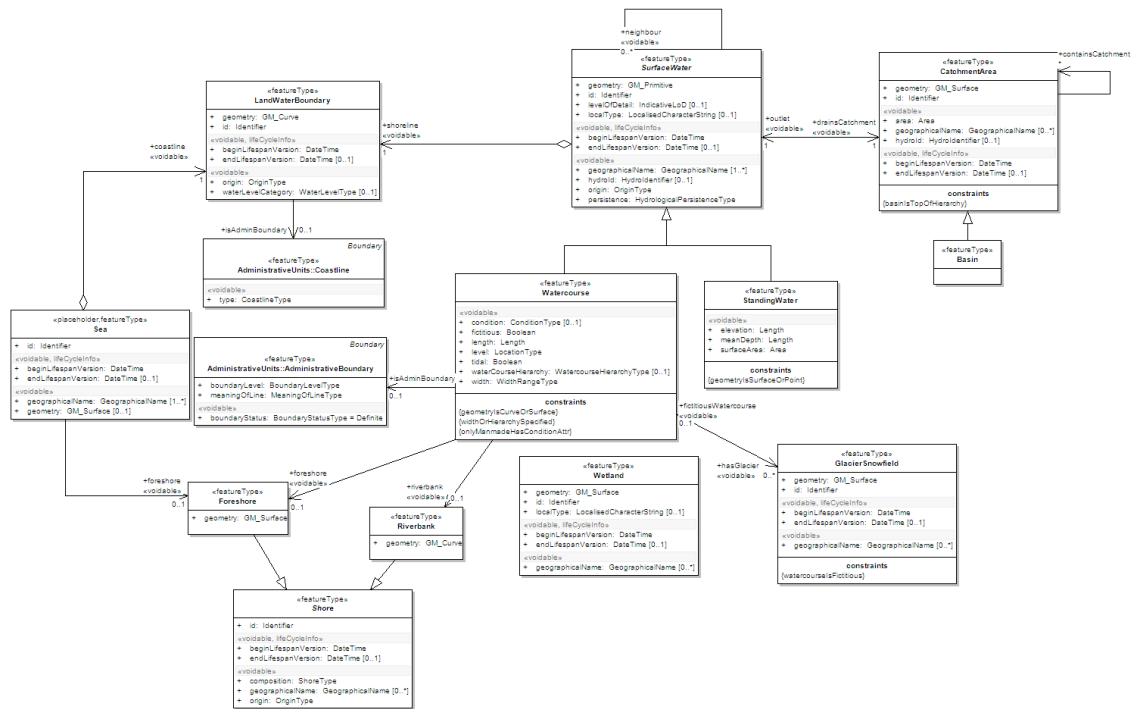 +neighbour
«voidable»
0..*
«featureType»
SurfaceWater
+ geometry: GM_Primitive
+ id: Identifier
+ levelOfDetail: IndicativeLoD [0..1]
+ localType: LocalisedCharacterString [0..1]
«voidable, lifeCycleInfo»
+ beginLifespanVersion: DateTime
+ endLifespanVersion: DateTime [0..1]
«voidable»
+ geographicalName: GeographicalName [1..*]
+ hydroId: HydroIdentifier [0..1]
+ origin: OriginType
+ persistence: HydrologicalPersistenceType
+containsCatchment
*
«featureType»
CatchmentArea
+ geometry: GM_Surface
+ id: Identifier
«voidable»
+ area: Area
+ geographicalName: GeographicalName [0..*]
+ hydroId: HydroIdentifier [0..1]
«voidable, lifeCycleInfo»
+ beginLifespanVersion: DateTime
+ endLifespanVersion: DateTime [0..1]
constraints
{basinIsTopOfHierarchy}
+outlet
«voidable»
1
+drainsCatchment
«voidable»
1
«featureType»
Basin
«featureType»
LandWaterBoundary
+ geometry: GM_Curve
+ id: Identifier
«voidable, lifeCycleInfo»
+ beginLifespanVersion: DateTime
+ endLifespanVersion: DateTime [0..1]
«voidable»
+ origin: OriginType
+ waterLevelCategory: WaterLevelType [0..1]
+shoreline
«voidable»
1
+coastline
«voidable»
1
+isAdminBoundary
0..1
Boundary
«featureType»
AdministrativeUnits::Coastline
«voidable»
+ type: CoastlineType
«placeholder,featureType»
Sea
+ id: Identifier
«voidable, lifeCycleInfo»
+ beginLifespanVersion: DateTime
+ endLifespanVersion: DateTime [0..1]
«voidable»
+ geographicalName: GeographicalName [1..*]
+ geometry: GM_Surface [0..1]
Boundary
«featureType»
AdministrativeUnits::AdministrativeBoundary
+ boundaryLevel: BoundaryLevelType
+ meaningOfLine: MeaningOfLineType
«voidable»
+ boundaryStatus: BoundaryStatusType = Definite
+isAdminBoundary
0..1
«featureType»
Watercourse
«voidable»
+ condition: ConditionType [0..1]
+ fictitious: Boolean
+ length: Length
+ level: LocationType
+ tidal: Boolean
+ waterCourseHierarchy: WatercourseHierarchyType [0..1]
+ width: WidthRangeType
constraints
{geometryIsCurveOrSurface}
{widthOrHierarchySpecified}
{onlyManmadeHasConditionAttr}
«featureType»
StandingWater
«voidable»
+ elevation: Length
+ meanDepth: Length
+ surfaceArea: Area
constraints
{geometryIsSurfaceOrPoint}
+fictitiousWatercourse
«voidable»
0..1
+hasGlacier
«voidable» 0..*
«featureType»
GlacierSnowfield
+ geometry: GM_Surface
+ id: Identifier
«voidable, lifeCycleInfo»
+ beginLifespanVersion: DateTime
+ endLifespanVersion: DateTime [0..1]
«voidable»
+ geographicalName: GeographicalName [0..*]
constraints
{watercourseIsFictitious}
«featureType»
Wetland
+ geometry: GM_Surface
+ id: Identifier
+ localType: LocalisedCharacterString [0..1]
«voidable, lifeCycleInfo»
+ beginLifespanVersion: DateTime
+ endLifespanVersion: DateTime [0..1]
«voidable»
+ geographicalName: GeographicalName [0..*]
+foreshore
«voidable»
0..1
+foreshore
«voidable»
0..1
«featureType»
Foreshore
+ geometry: GM_Surface
+riverbank
«voidable» 0..1
«featureType»
Riverbank
+ geometry: GM_Curve
«featureType»
Shore
+ id: Identifier
«voidable, lifeCycleInfo»
+ beginLifespanVersion: DateTime
+ endLifespanVersion: DateTime [0..1]
«voidable»
+ composition: ShoreType
+ geographicalName: GeographicalName [0..*]
+ origin: OriginType